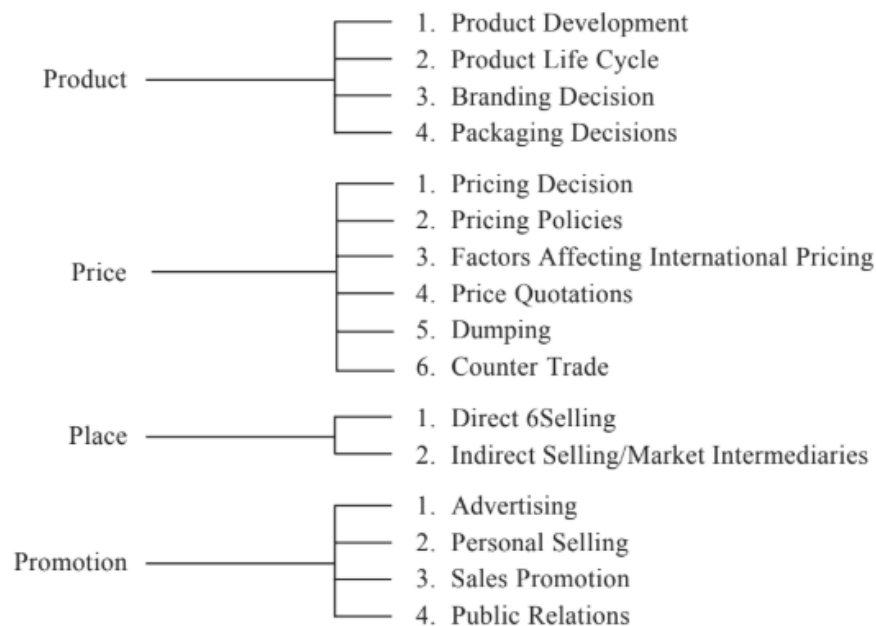 1. Product Development
2. Product Life Cycle
Product
3. Branding Decision
4. Packaging Decisions
1. Pricing Decision
2. Pricing Policies
3. Factors Affecting International Pricing
Price
4. Price Quotations
5. Dumping
6. Counter Trade
1. Direct 6Selling
Place
2. Indirect Selling/Market Intermediaries
1. Advertising
2. Personal Selling
Promotion
3. Sales Promotion
4. Public Relations